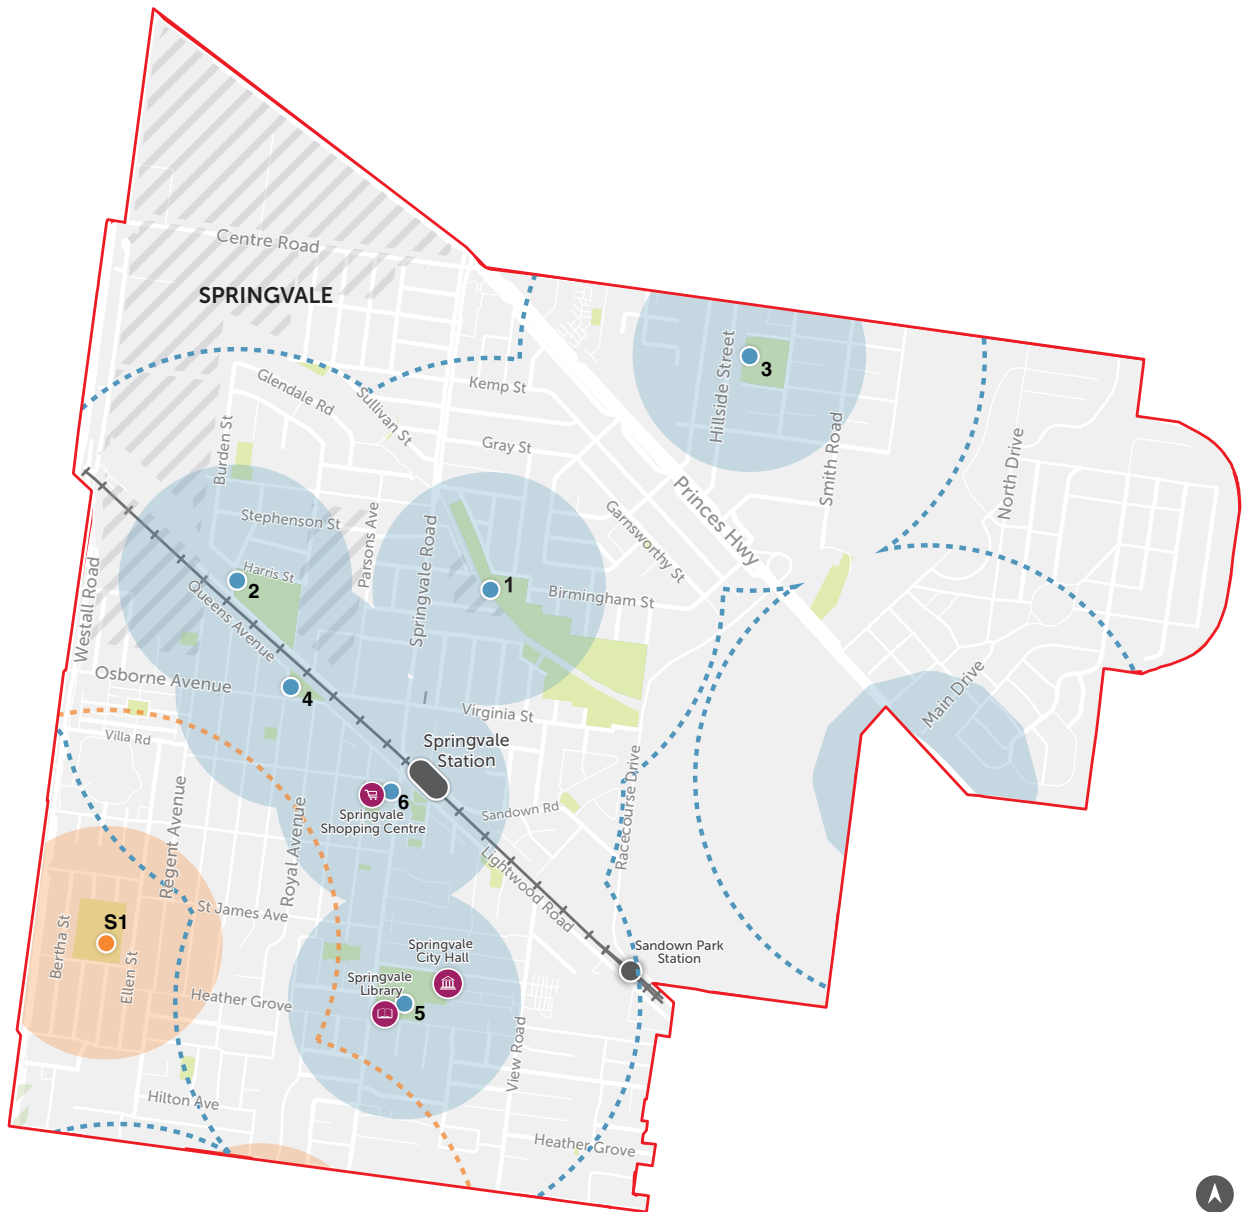 Centre Road
SPRINGVALE
Hillside Street
3
Kemp St
Glendale Rd
Sullivan St
Smith Road
North Drive
Burden St
Gray St
Princes Hwy
Stephenson St
Parsons Ave
Springvale Road
Garnsworthy St
Westall Road
Harris St
2
1
Birmingham St
Queens Avenue
Osborne Avenue
4
Main Drive
Virginia St
Villa Rd
Springvale
Station
Racecourse Drive
Regent Avenue
Royal Avenue
6
Springvale
Shopping Centre
Sandown Rd
Lightwood Road
St James Ave
S1
Bertha St
Ellen St
Springvale
City Hall
Sandown Park
Station
Springvale
Library
5
Heather Grove
View Road
Hilton Ave
Heather Grove